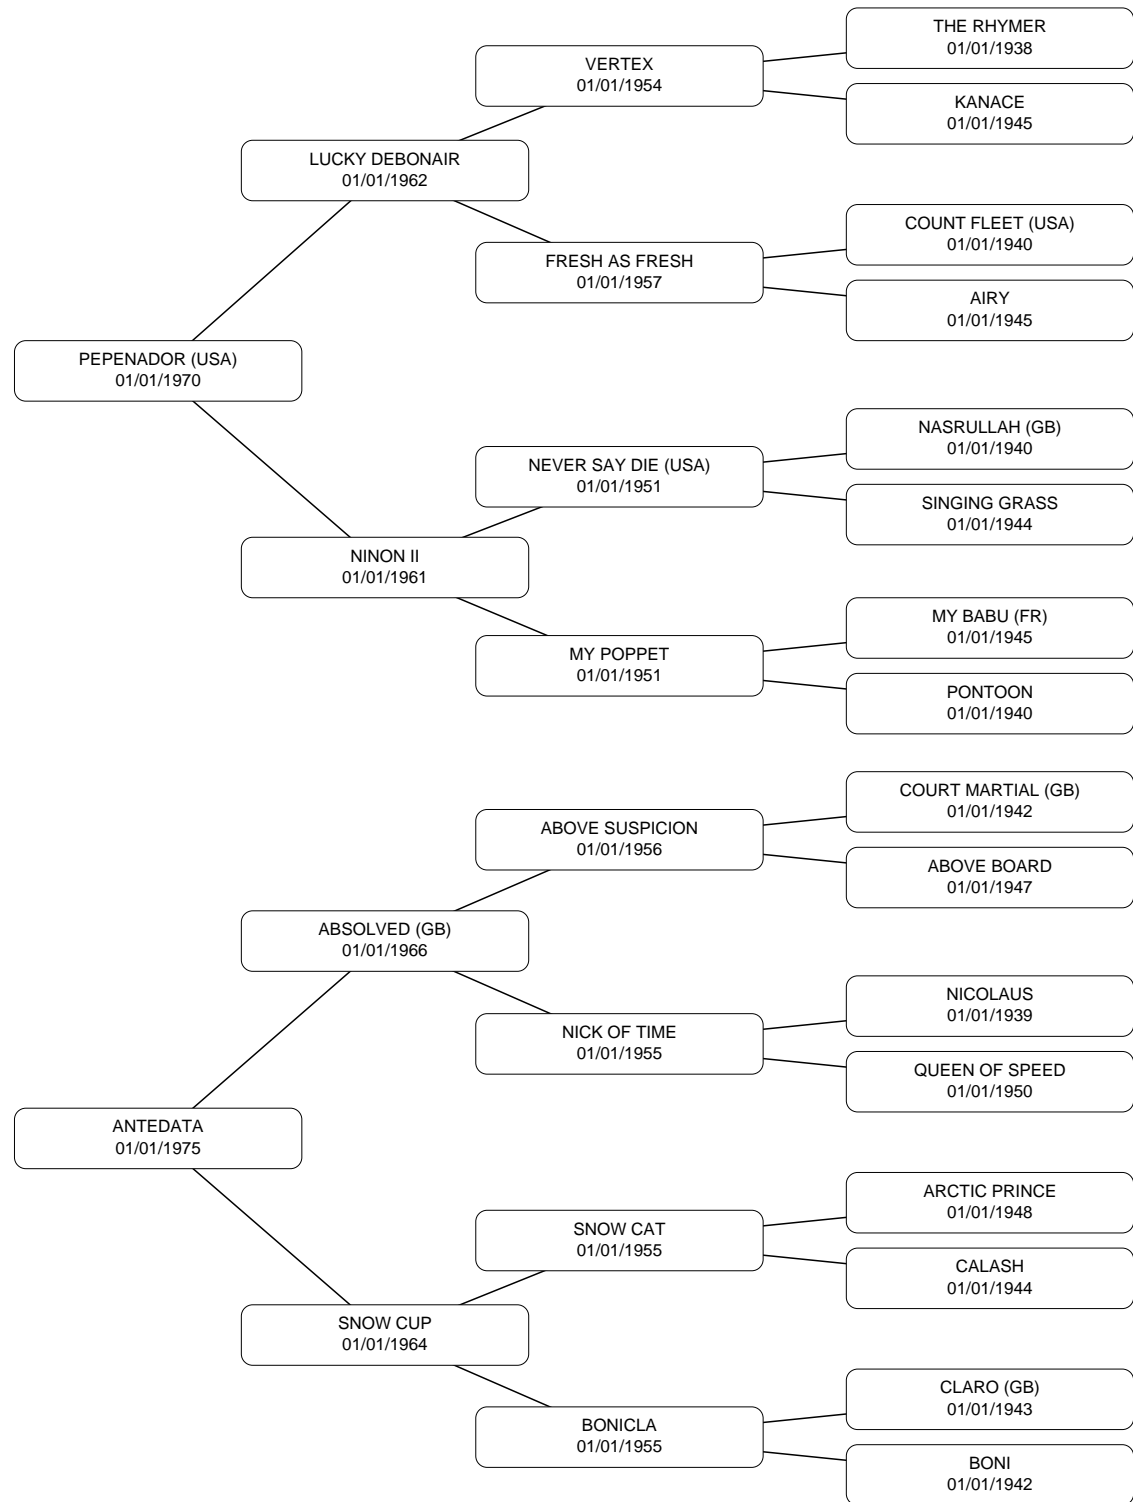 THE RHYMER
01/01/1938
VERTEX
01/01/1954
KANACE
01/01/1945
LUCKY DEBONAIR
01/01/1962
COUNT FLEET (USA)
01/01/1940
FRESH AS FRESH
01/01/1957
AIRY
01/01/1945
PEPENADOR (USA)
01/01/1970
NASRULLAH (GB)
01/01/1940
NEVER SAY DIE (USA)
01/01/1951
SINGING GRASS
01/01/1944
NINON II
01/01/1961
MY BABU (FR)
01/01/1945
MY POPPET
01/01/1951
PONTOON
01/01/1940
COURT MARTIAL (GB)
01/01/1942
ABOVE SUSPICION
01/01/1956
ABOVE BOARD
01/01/1947
ABSOLVED (GB)
01/01/1966
NICOLAUS
01/01/1939
NICK OF TIME
01/01/1955
QUEEN OF SPEED
01/01/1950
ANTEDATA
01/01/1975
ARCTIC PRINCE
01/01/1948
SNOW CAT
01/01/1955
CALASH
01/01/1944
SNOW CUP
01/01/1964
CLARO (GB)
01/01/1943
BONICLA
01/01/1955
BONI
01/01/1942